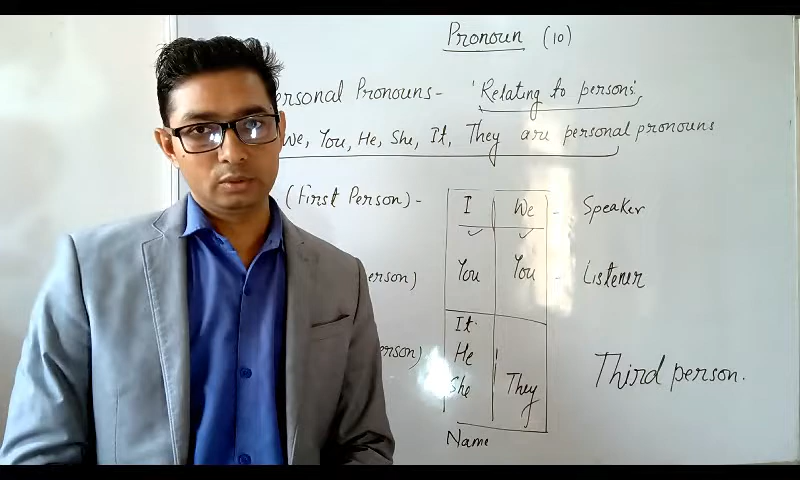 Pronoun (10)
ersonal Pronouns- 'Relating to persons'.
We, You, He, She, It, They are personal pronouns
(First Person) - I We - Speaker
erson) You You - Listener
It
erson) - He
She They Third person.
Name